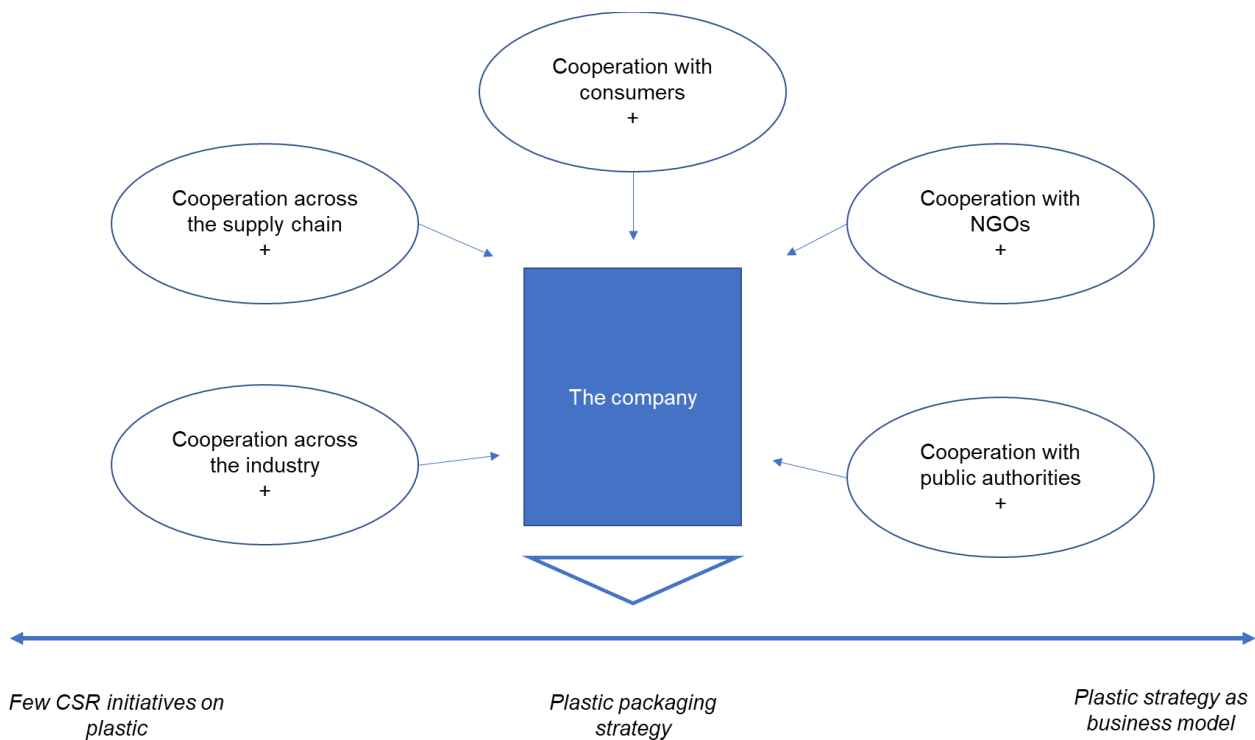 Cooperation with
consumers
+
Cooperation across
the supply chain
+
Cooperation with
NGOs
+
The company
Cooperation across
the industry
+
Cooperation with
public authorities
+
Few CSR initiatives on
plastic
Plastic packaging
strategy
Plastic strategy as
business model